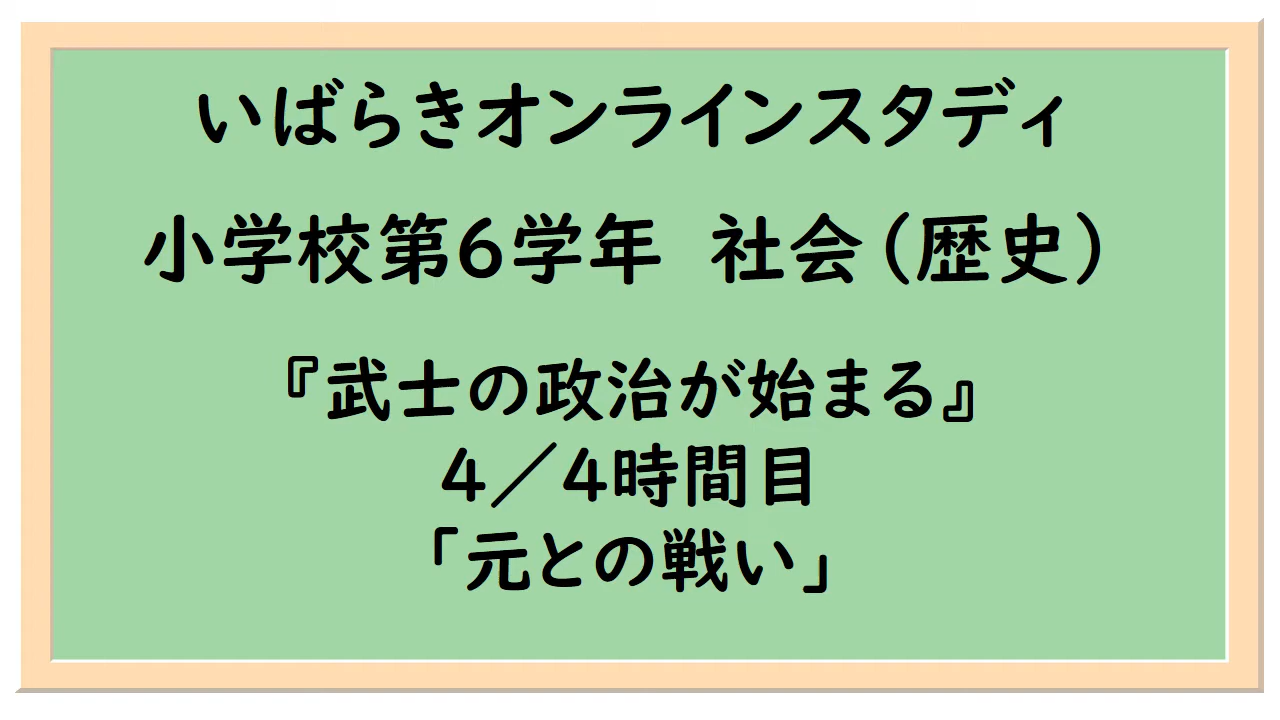 いばらきオンラインスタディ
小学校第6学年 社会(歴史)
『武士の政治が始まる』
4／4時間目
「元との戦い」